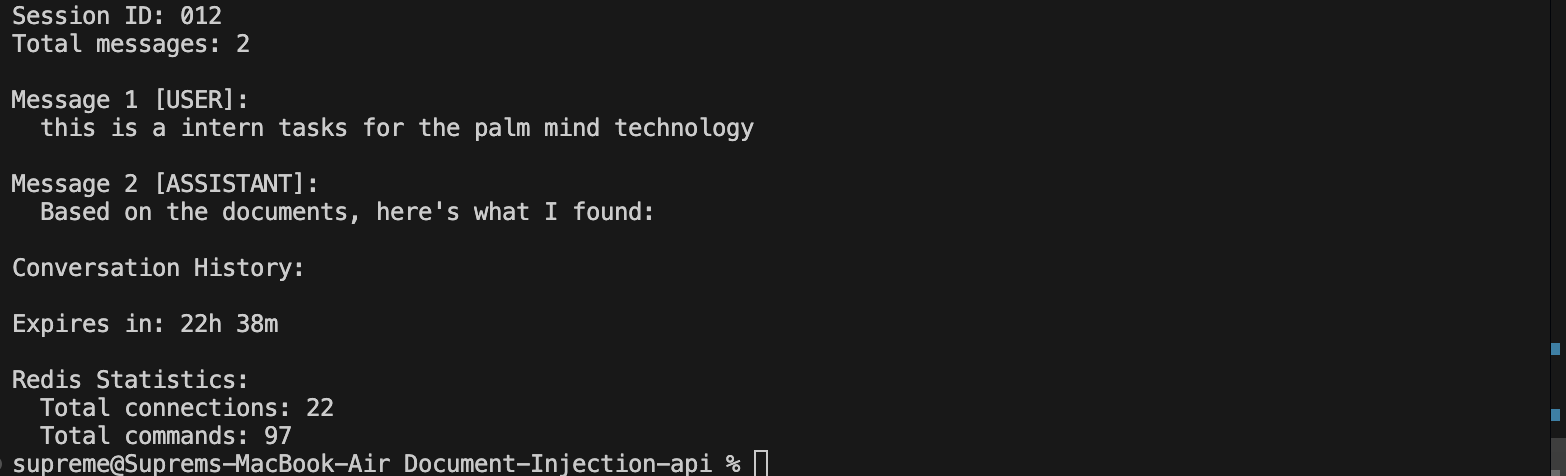 Session ID: 012
Total messages: 2
Message 1 [USER]:
this is a intern tasks for the palm mind technology
Message 2 [ASSISTANT]:
Based on the documents, here's what I found:
Conversation History:
Expires in: 22h 38m
Redis Statistics:
Total connections: 22
Total commands: 97
supreme@Suprems-MacBook-Air Document-Injection-api %